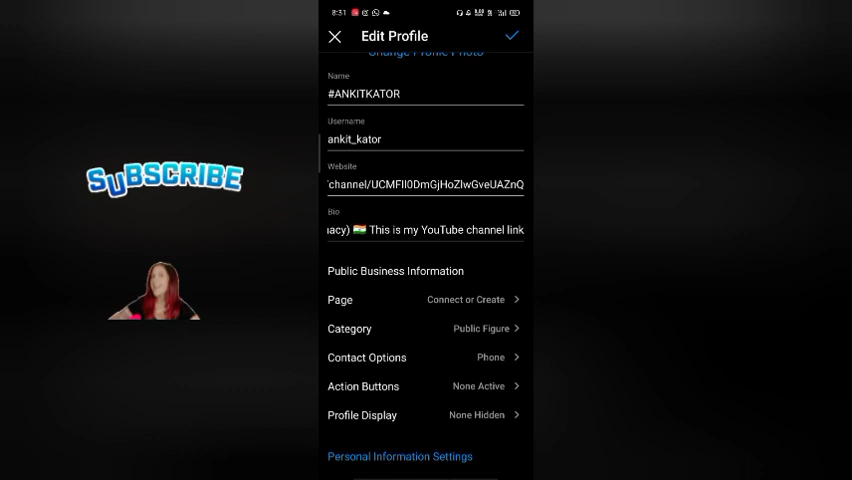 8:31
Edit Profile
Change Profile Photo
Name
#ANKITKATOR
Username
ankit_kator
Website
SUBSCRIBE
/channel/UCMFII0DmGjHoZlwGveUAZnQ
Bio
acy) 🇮🇳 This is my YouTube channel link
Public Business Information
Page Connect or Create >
Category Public Figure >
Contact Options Phone >
Action Buttons None Active >
Profile Display None Hidden >
Personal Information Settings